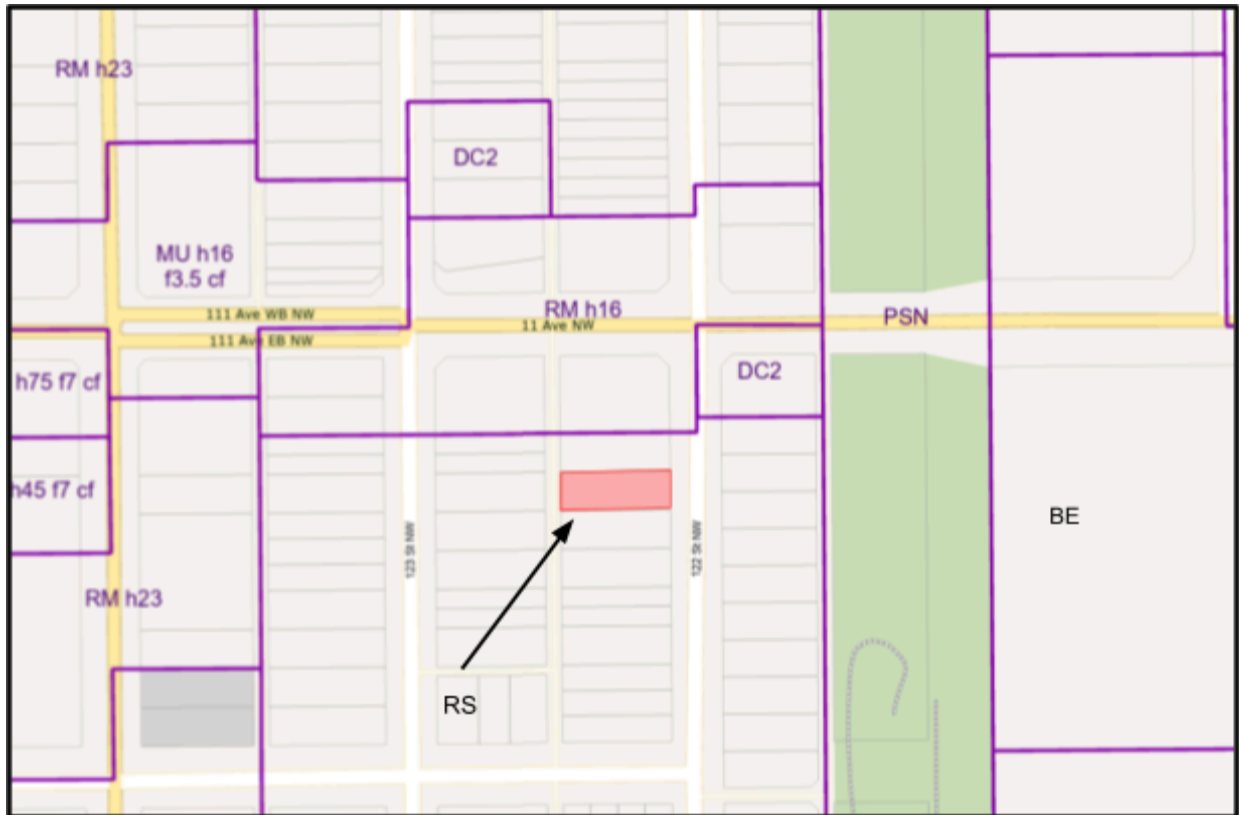 RM h23
DC2
MU h16
f3.5 cf
RM h16
111 Ave WB NW
11 Ave NW
PSN
111 Ave EB NW
DC2
h75 f7 cf
h45 f7 cf
BE
123 St NW
122 St NW
RM h23
RS